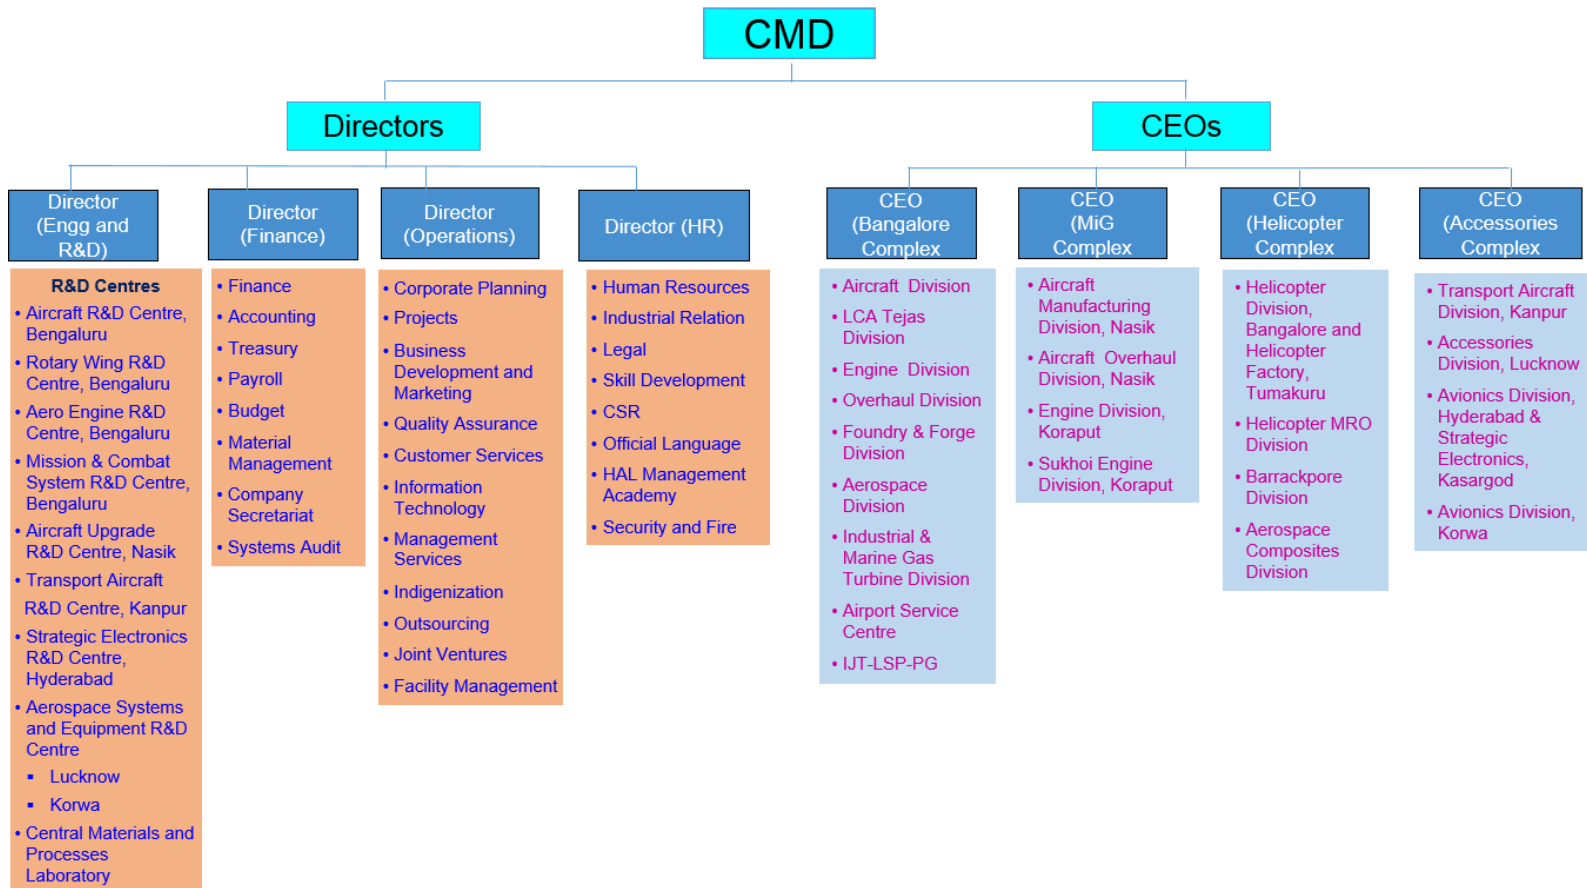 CMD
Directors
CEOs
Director
(Engg and
R&D)
Director
(Finance)
Director
(Operations)
Director (HR)
CEO
(Bangalore
Complex
CEO
(MiG
Complex)
CEO
(Helicopter
Complex)
CEO
(Accessories
Complex)
R&D Centres
• Aircraft R&D Centre,
Bengaluru
• Rotary Wing R&D
Centre, Bengaluru
• Aero Engine R&D
Centre, Bengaluru
• Mission & Combat
System R&D Centre,
Bengaluru
• Aircraft Upgrade
R&D Centre, Nasik
• Transport Aircraft
R&D Centre, Kanpur
• Strategic Electronics
R&D Centre,
Hyderabad
• Aerospace Systems
and Equipment R&D
Centre
▪ Lucknow
▪ Korwa
• Central Materials and
Processes
Laboratory
• Finance
• Accounting
• Treasury
• Payroll
• Budget
• Material
Management
• Company
Secretariat
• Systems Audit
• Corporate Planning
• Projects
• Business
Development and
Marketing
• Quality Assurance
• Customer Services
• Information
Technology
• Management
Services
• Indigenization
• Outsourcing
• Joint Ventures
• Facility Management
• Human Resources
• Industrial Relation
• Legal
• Skill Development
• CSR
• Official Language
• HAL Management
Academy
• Security and Fire
• Aircraft Division
• LCA Tejas
Division
• Engine Division
• Overhaul Division
• Foundry & Forge
Division
• Aerospace
Division
• Industrial &
Marine Gas
Turbine Division
• Airport Service
Centre
• IJT-LSP-PG
• Aircraft
Manufacturing
Division, Nasik
• Aircraft Overhaul
Division, Nasik
• Engine Division,
Koraput
• Sukhoi Engine
Division, Koraput
• Helicopter
Division,
Bangalore and
Helicopter
Factory,
Tumakuru
• Helicopter MRO
Division
• Barrackpore
Division
• Aerospace
Composites
Division
• Transport Aircraft
Division, Kanpur
• Accessories
Division, Lucknow
• Avionics Division,
Hyderabad &
Strategic
Electronics,
Kasargod
• Avionics Division,
Korwa